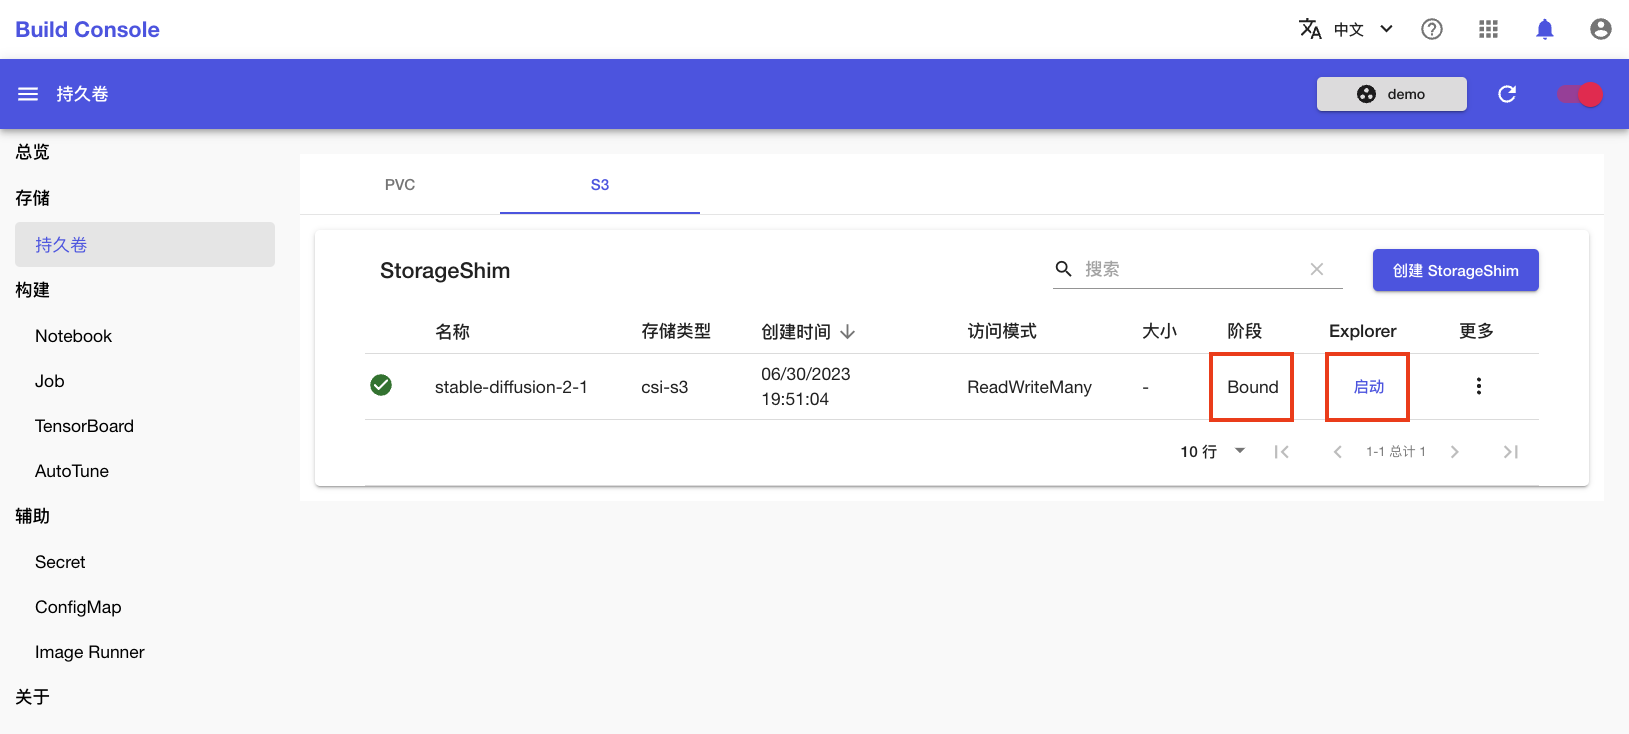 Build Console
中文
持久卷
demo
总览
存储
持久卷
构建
Notebook
Job
TensorBoard
AutoTune
辅助
Secret
ConfigMap
Image Runner
关于
PVC
S3
StorageShim
搜索
创建 StorageShim
名称 存储类型 创建时间 访问模式 大小 阶段 Explorer 更多
stable-diffusion-2-1 csi-s3 06/30/2023 19:51:04 ReadWriteMany - Bound 启动
10 行 1-1 总计 1